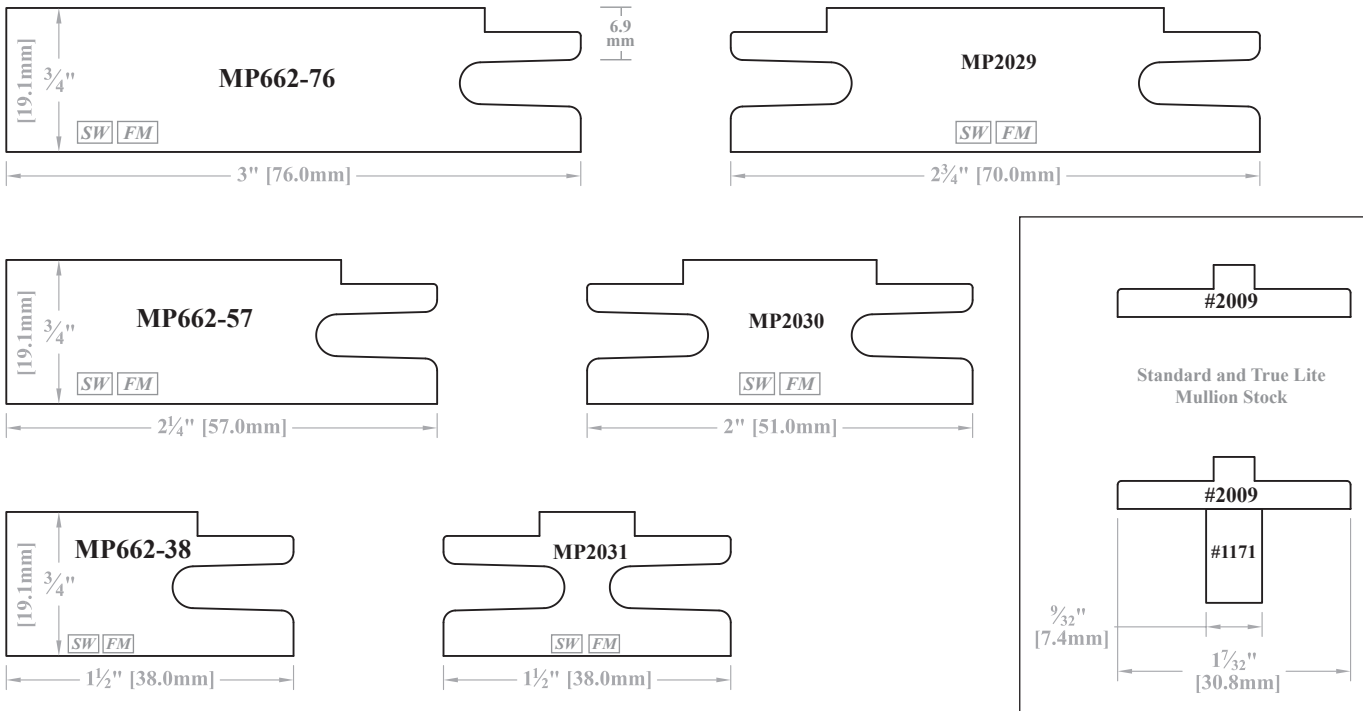 [19.1mm]
3/4"
MP662-76
SW FM
3" [76.0mm]
6.9
mm
MP2029
SW FM
2 3/4" [70.0mm]
[19.1mm]
3/4"
MP662-57
SW FM
2 1/4" [57.0mm]
MP2030
SW FM
2" [51.0mm]
[19.1mm]
3/4"
MP662-38
SW FM
1 1/2" [38.0mm]
MP2031
SW FM
1 1/2" [38.0mm]
#2009
Standard and True Lite
Mullion Stock
#2009
#1171
9/32"
[7.4mm]
1 7/32"
[30.8mm]